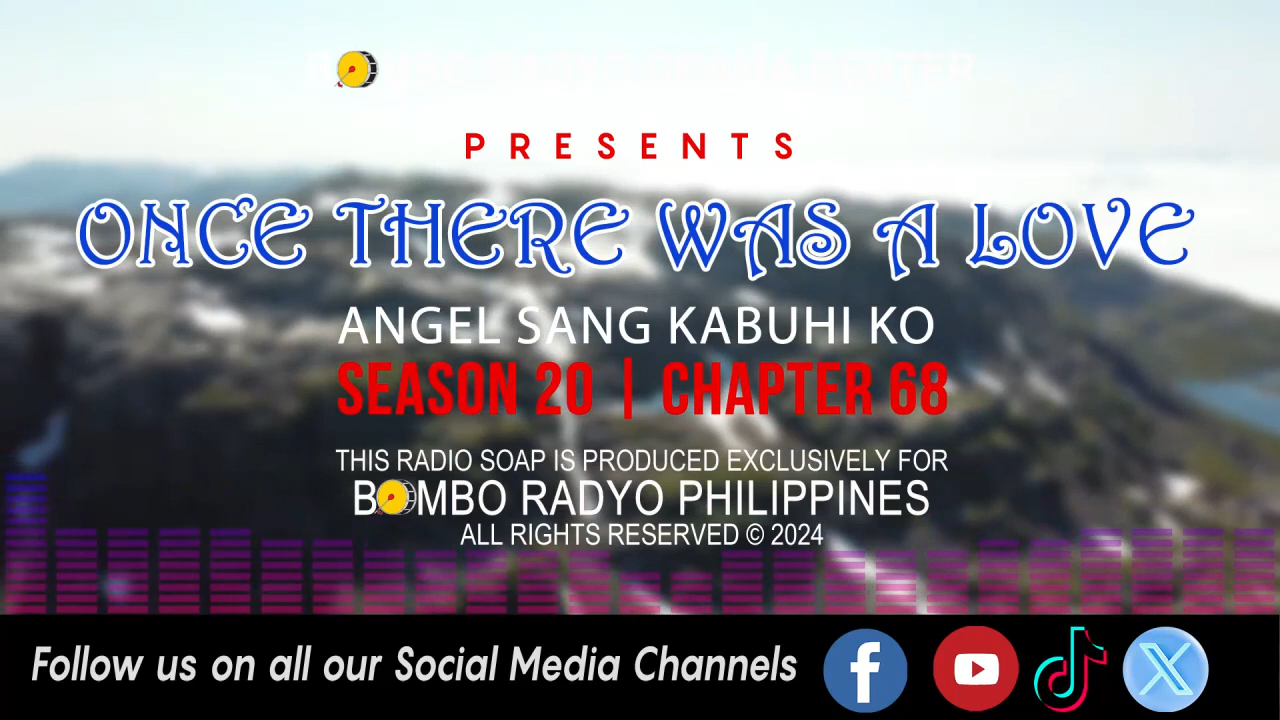 PRESENTS
ONCE THERE WAS A LOVE
ANGEL SANG KABUHI KO
SEASON 20 | CHAPTER 68
THIS RADIO SOAP IS PRODUCED EXCLUSIVELY FOR
BOMBO RADYO PHILIPPINES
ALL RIGHTS RESERVED © 2024
Follow us on all our Social Media Channels